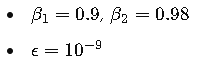 • β₁ = 0.9, β₂ = 0.98
• ϵ = 10⁻⁹